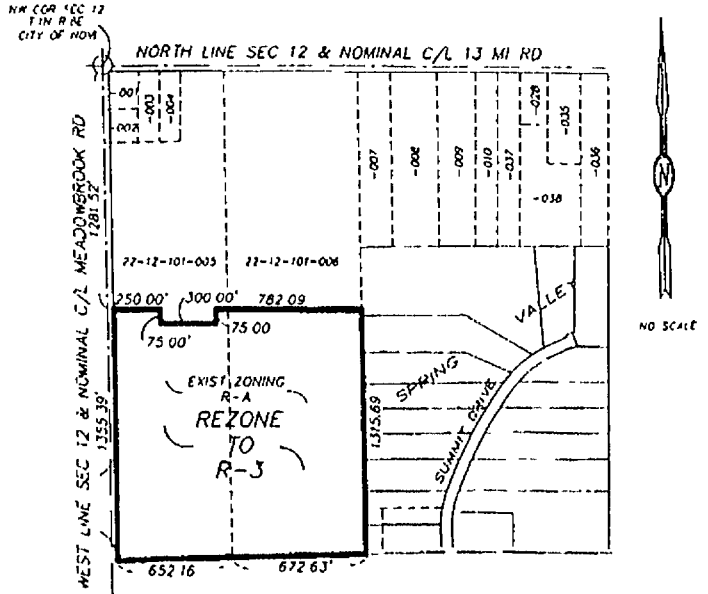 NW COR SEC 12
T 1N R 8E
CITY OF NOVI
NORTH LINE SEC 12 & NOMINAL C/L 13 MI RD
-001
-002
-003
-004
-007
-008
-009
-010
-037
-028
-035
-036
-038
WEST LINE SEC 12 & NOMINAL C/L MEADOWBROOK RD
1281.52'
1355.39'
22-12-101-005
22-12-101-006
250 00'
300 00'
782.09
75 00'
75 00
EXIST ZONING
R-A
REZONE
TO
R-3
1315.69
652 16
672 63'
SPRING
VALLEY
SUMMIT DRIVE
N
NO SCALE